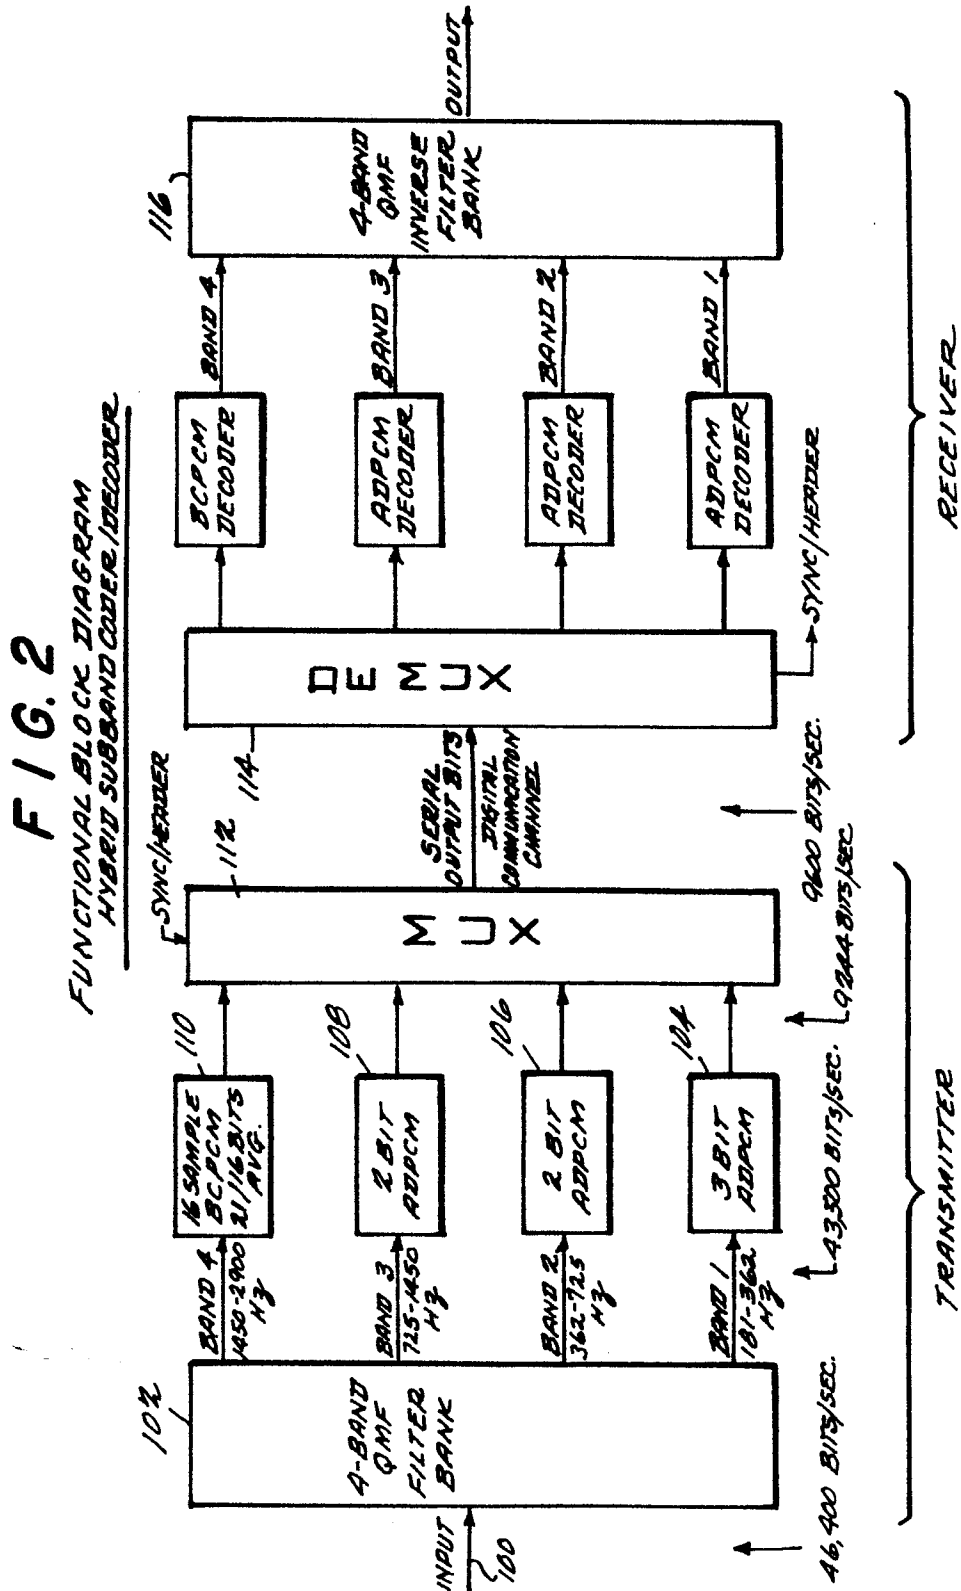 FIG. 2
FUNCTIONAL BLOCK DIAGRAM
HYBRID SUBBAND CODER/DECODER
INPUT
100
102
4-BAND
QMF
FILTER
BANK
BAND 4
1450-2900
HZ
BAND 3
725-1450
HZ
BAND 2
362-725
HZ
BAND 1
181-362
HZ
110
16 SAMPLE
BCPCM
21/16 BITS
AVG.
108
2 BIT
ADPCM
106
2 BIT
ADPCM
104
3 BIT
ADPCM
SYNC/HEADER
112
MUX
SERIAL
OUTPUT BITS
DIGITAL
COMMUNICATION
CHANNEL
114
DEMUX
SYNC/HEADER
BCPCM
DECODER
ADPCM
DECODER
ADPCM
DECODER
ADPCM
DECODER
BAND 4
BAND 3
BAND 2
BAND 1
116
4-BAND
QMF
INVERSE
FILTER
BANK
OUTPUT
46,400 BITS/SEC.
43,500 BITS/SEC.
9244 BITS/SEC
9600 BITS/SEC.
TRANSMITTER
RECEIVER